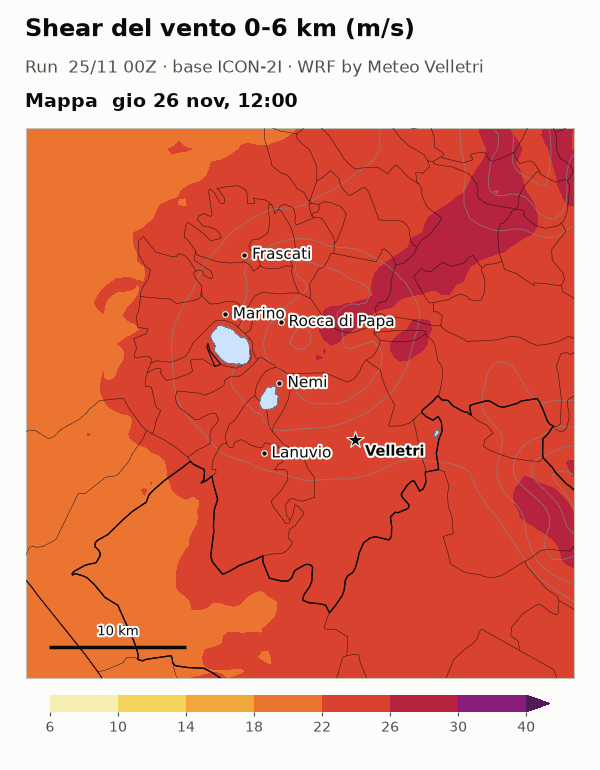 Shear del vento 0-6 km (m/s)
Run  25/11 00Z · base ICON-2I · WRF by Meteo Velletri
Mappa  gio 26 nov, 12:00
Frascati
Marino
Rocca di Papa
Nemi
Velletri
Lanuvio
10 km
6 10 14 18 22 26 30 40